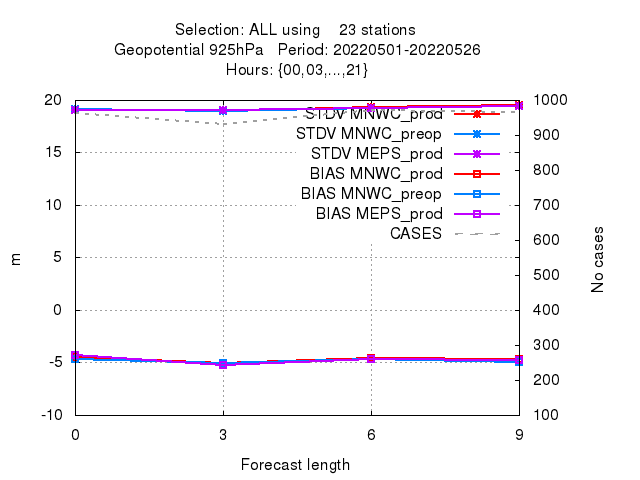 Selection: ALL using 23 stations
Geopotential 925hPa Period: 20220501-20220526
Hours: {00,03,...,21}
20
15
10
5
0
-5
-10
m
1000
900
800
700
600
500
400
300
200
100
No cases
STDV MNWC_prod
STDV MNWC_preop
STDV MEPS_prod
BIAS MNWC_prod
BIAS MNWC_preop
BIAS MEPS_prod
CASES
0
3
6
9
Forecast length